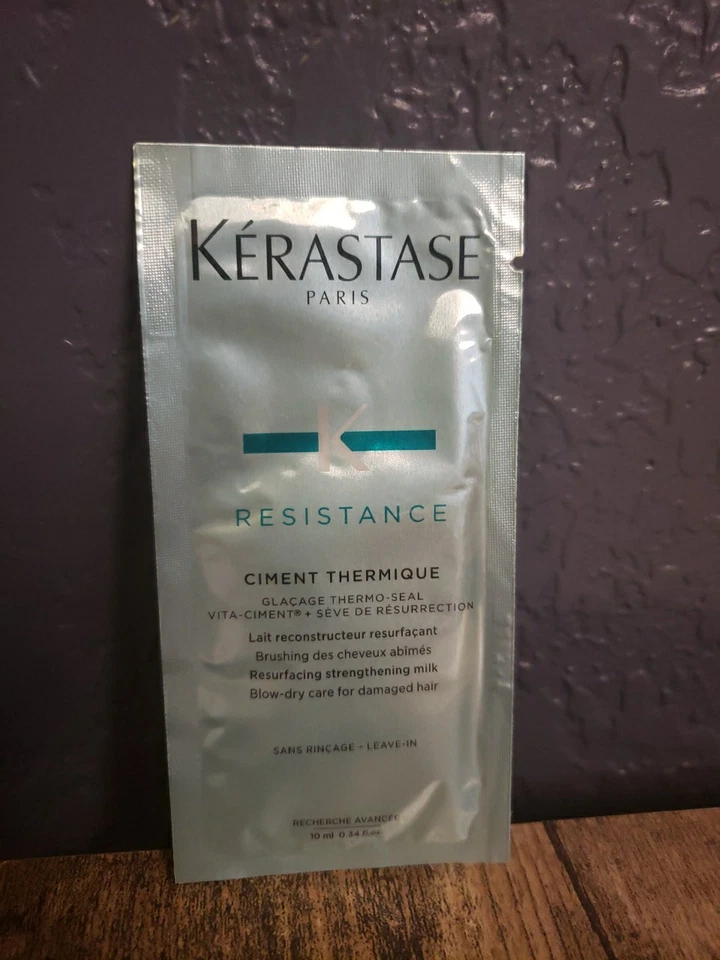 KÉRASTASE
PARIS
K
RESISTANCE
CIMENT THERMIQUE
GLAÇAGE THERMO-SEAL
VITA-CIMENT® + SÈVE DE RÉSURRECTION
Lait reconstructeur resurfaçant
Brushing des cheveux abîmés
Resurfacing strengthening milk
Blow-dry care for damaged hair
SANS RINÇAGE - LEAVE-IN
RECHERCHE AVANCÉE
10 ml 0.34 fl.oz